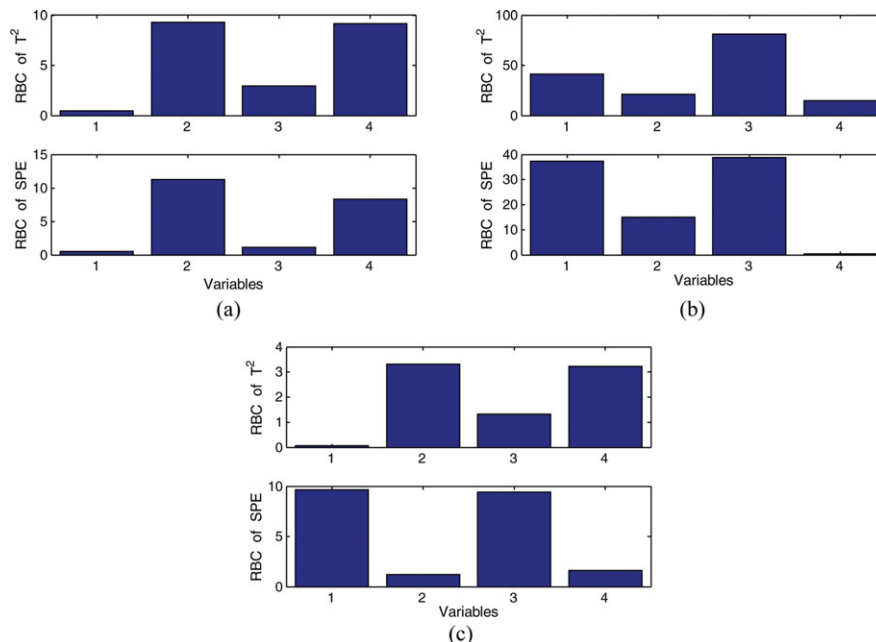 RBC of T²
10
5
0
1 2 3 4
RBC of SPE
15
10
5
0
1 2 3 4
Variables
(a)
RBC of T²
100
50
0
1 2 3 4
RBC of SPE
40
30
20
10
0
1 2 3 4
Variables
(b)
RBC of T²
4
3
2
1
0
1 2 3 4
RBC of SPE
10
5
0
1 2 3 4
Variables
(c)